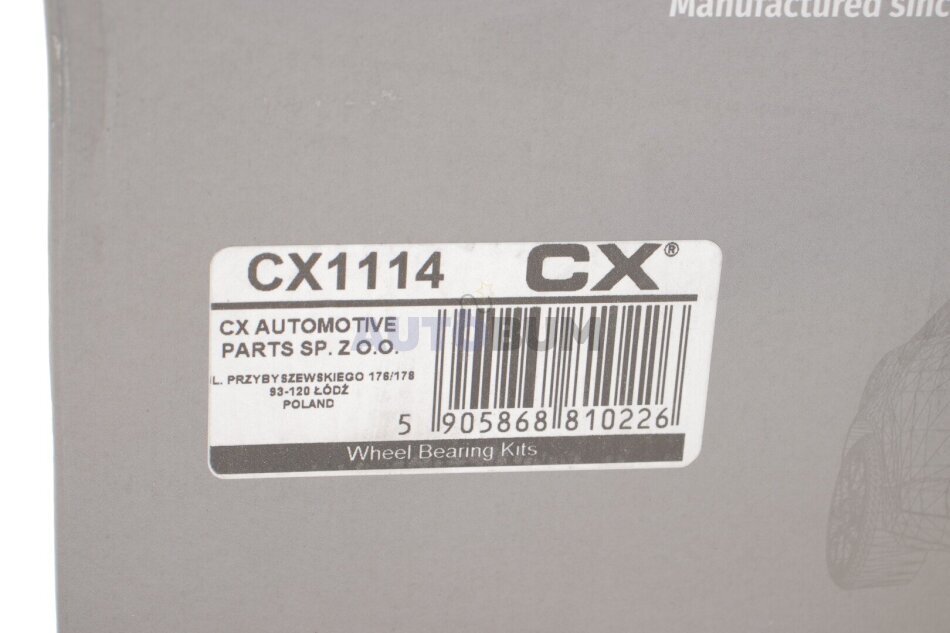 Manufactured sinc
CX1114 CX®
CX AUTOMOTIVE
PARTS SP. Z O.O.
UL. PRZYBYSZEWSKIEGO 176/178
93-120 ŁÓDŹ
POLAND
5 905868 810226
Wheel Bearing Kits
AUTOBUM